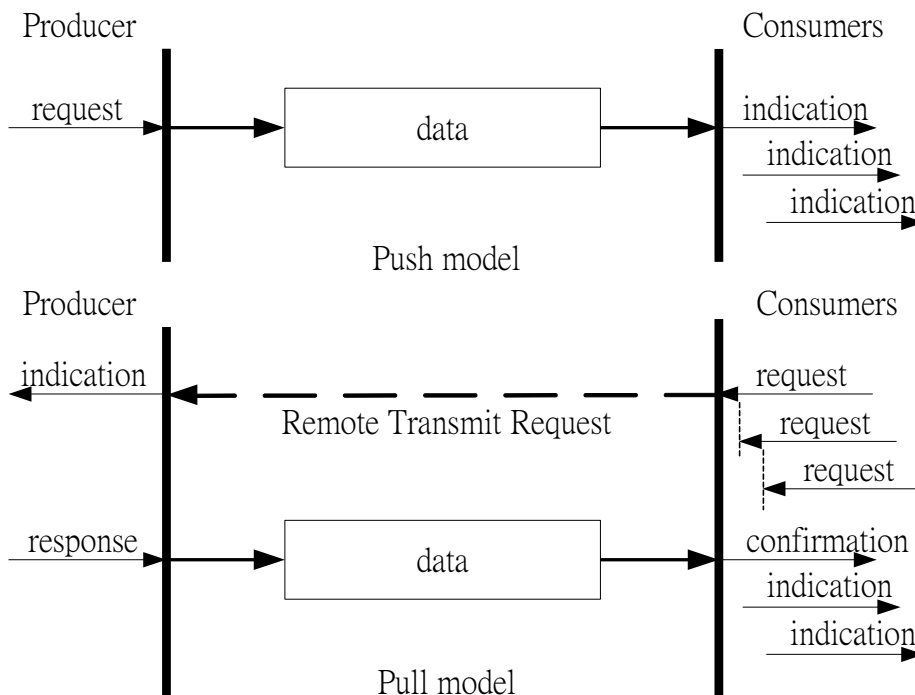 Producer
Consumers
request
data
indication
indication
indication
Push model
Producer
Consumers
indication
request
Remote Transmit Request
request
request
response
data
confirmation
indication
indication
Pull model